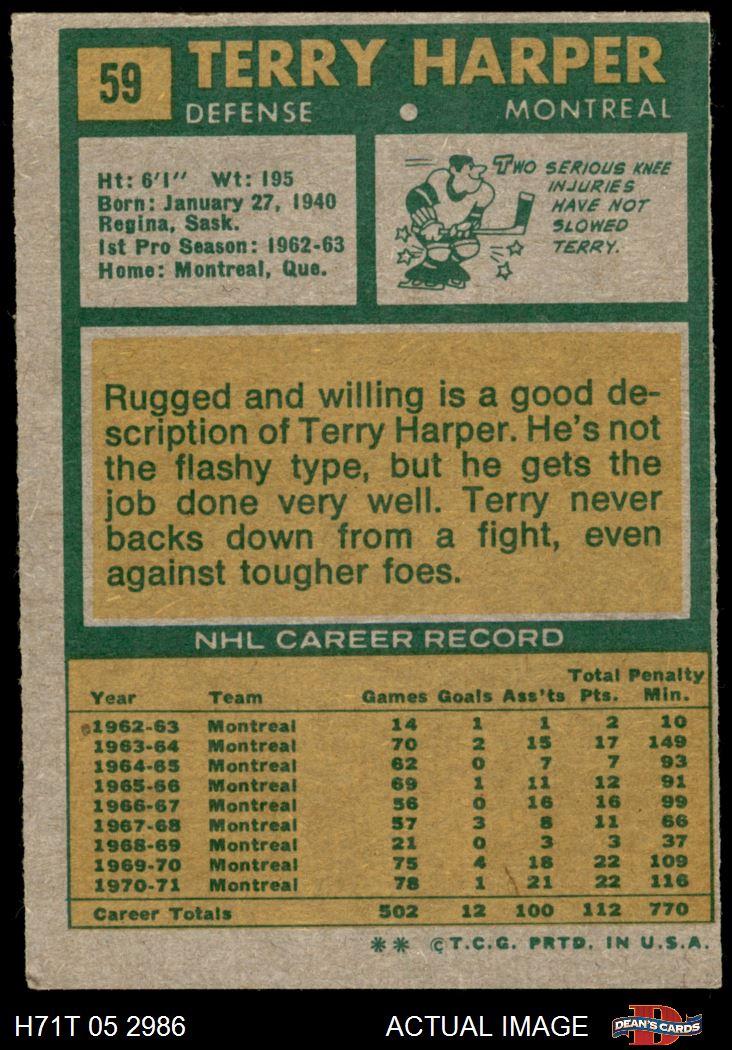 59
TERRY HARPER
DEFENSE MONTREAL
Ht: 6'1" Wt: 195
Born: January 27, 1940
Regina, Sask.
1st Pro Season: 1962-63
Home: Montreal, Que.
TWO SERIOUS KNEE
INJURIES
HAVE NOT
SLOWED
TERRY.
Rugged and willing is a good de-
scription of Terry Harper. He's not
the flashy type, but he gets the
job done very well. Terry never
backs down from a fight, even
against tougher foes.
NHL CAREER RECORD
Total Penalty
Year Team Games Goals Ass'ts Pts. Min.
1962-63 Montreal 14 1 1 2 10
1963-64 Montreal 70 2 15 17 149
1964-65 Montreal 62 0 7 7 93
1965-66 Montreal 69 1 11 12 91
1966-67 Montreal 56 0 16 16 99
1967-68 Montreal 57 3 8 11 66
1968-69 Montreal 21 0 3 3 37
1969-70 Montreal 75 4 18 22 109
1970-71 Montreal 78 1 21 22 116
Career Totals 502 12 100 112 770
** ©T.C.G. PRTD. IN U.S.A.
H71T 05 2986 ACTUAL IMAGE
D
DEAN'S CARDS